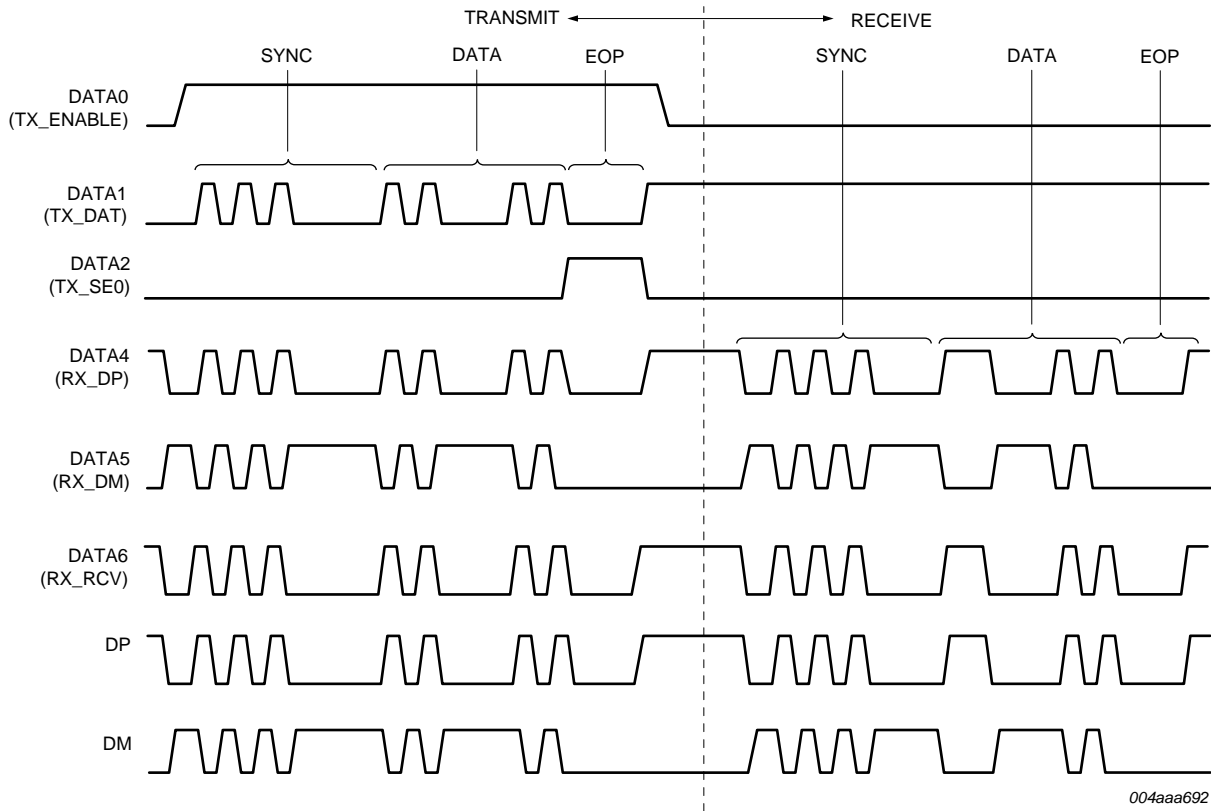 TRANSMIT RECEIVE
SYNC DATA EOP SYNC DATA EOP
DATA0
(TX_ENABLE)
DATA1
(TX_DAT)
DATA2
(TX_SE0)
DATA4
(RX_DP)
DATA5
(RX_DM)
DATA6
(RX_RCV)
DP
DM
004aaa692